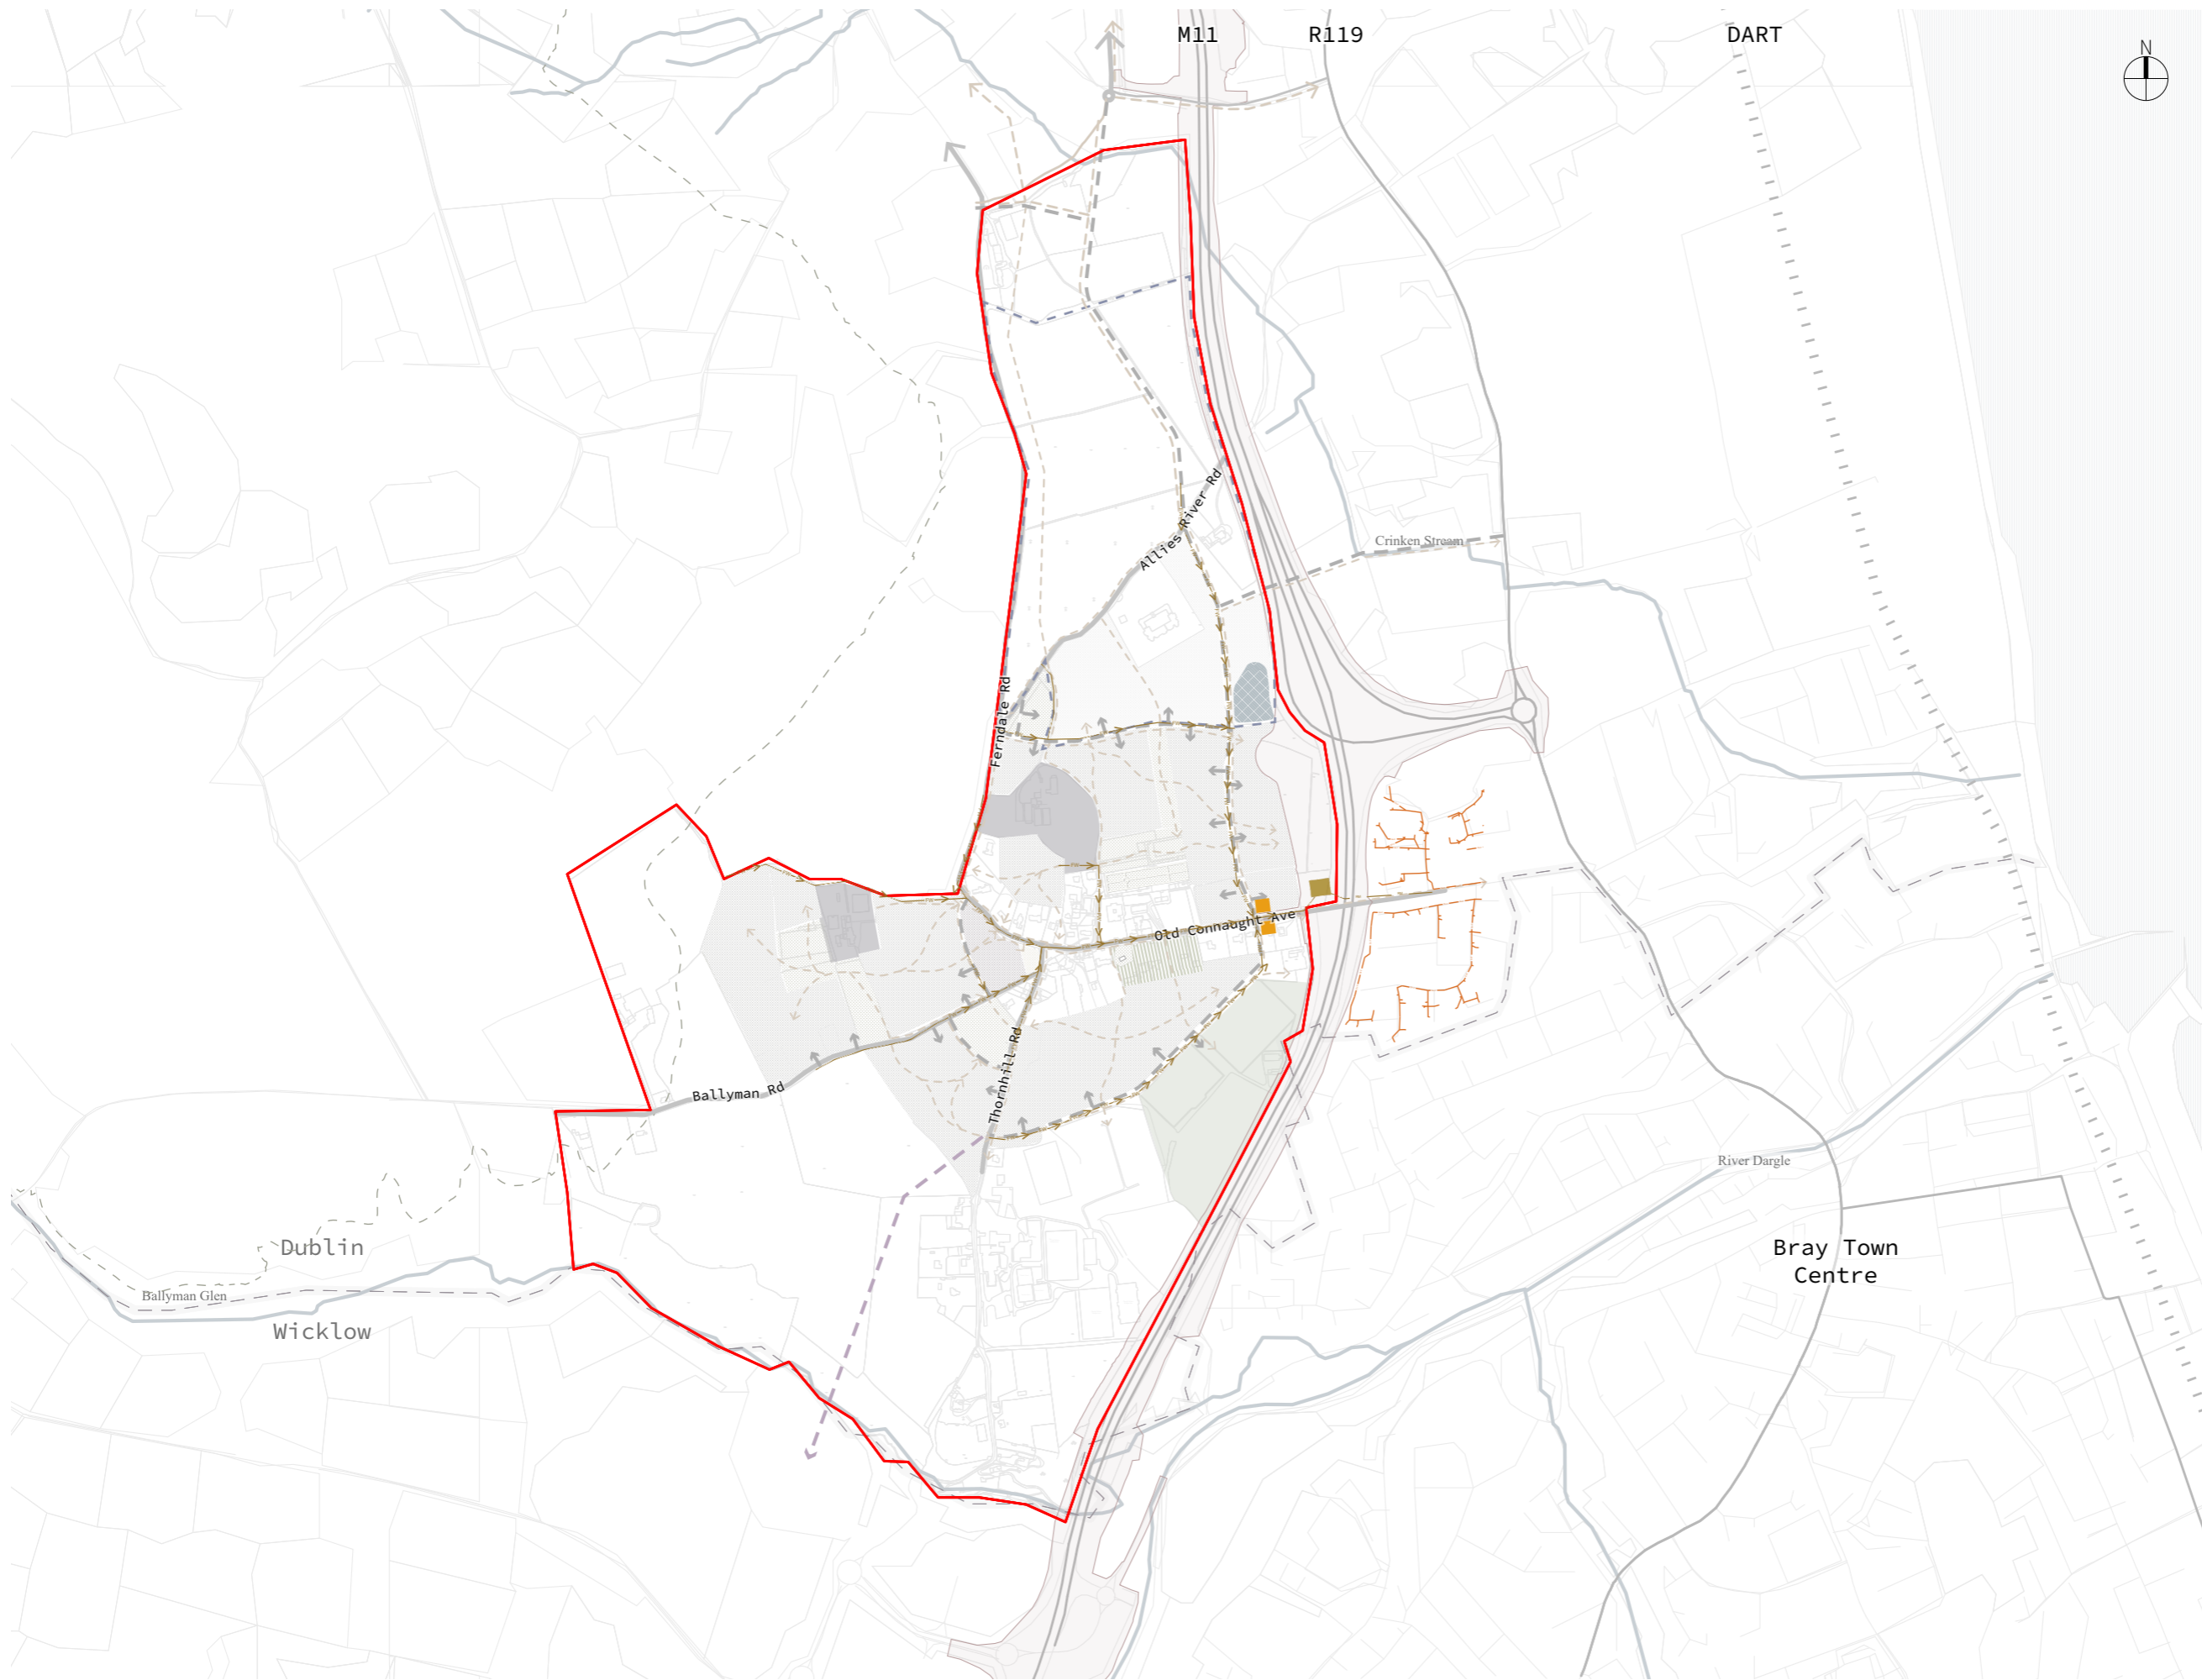 M11
R119
DART
N
Allies River Rd
Crinken Stream
Ferndale Rd
Old Connaught Ave
Thornhill Rd
Ballyman Rd
River Dargle
Dublin
Ballyman Glen
Wicklow
Bray Town
Centre